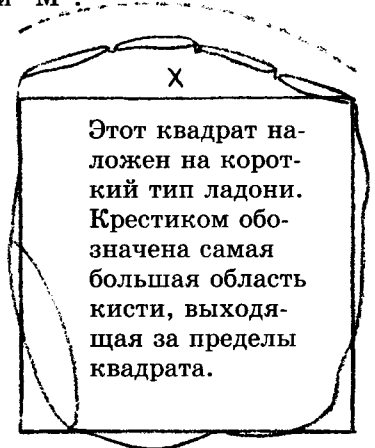 X
Этот квадрат на-
ложен на корот-
кий тип ладони.
Крестиком обо-
значена самая
большая область
кисти, выходя-
щая за пределы
квадрата.